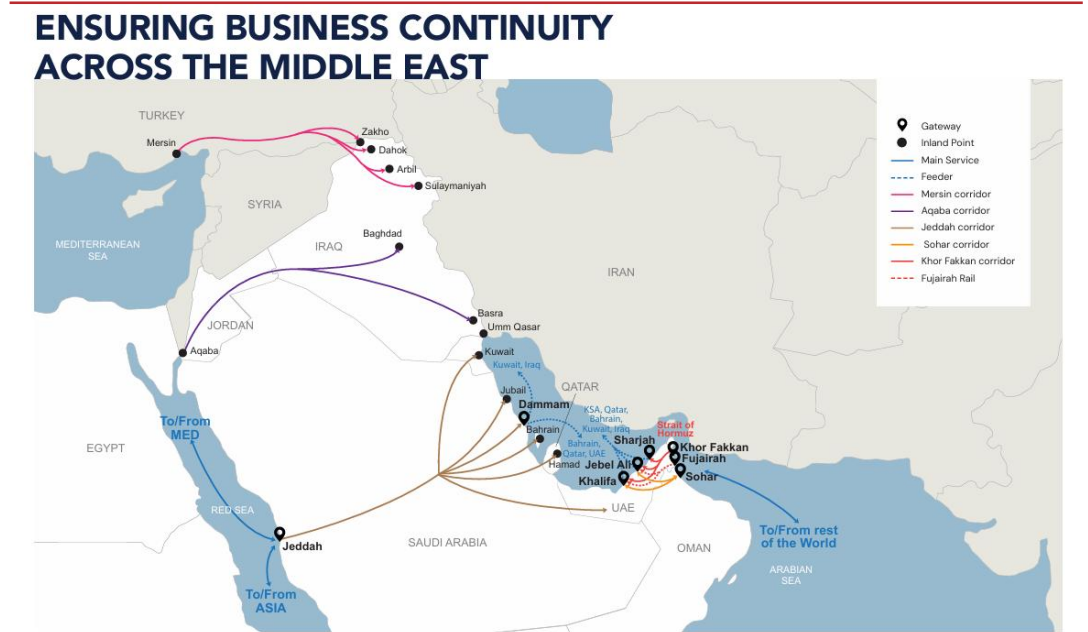 ENSURING BUSINESS CONTINUITY
ACROSS THE MIDDLE EAST
Gateway
Inland Point
Main Service
Feeder
Mersin corridor
Aqaba corridor
Jeddah corridor
Sohar corridor
Khor Fakkan corridor
Fujairah Rail
TURKEY
Mersin
Zakho
Dahok
Arbil
Sulaymaniyah
SYRIA
MEDITERRANEAN
SEA
IRAQ
Baghdad
IRAN
JORDAN
Basra
Umm Qasar
Aqaba
Kuwait
Kuwait, Iraq
Jubail
QATAR
Dammam
KSA, Qatar,
Bahrain,
Kuwait, Iraq
To/From
MED
EGYPT
Bahrain
Bahrain,
Qatar, UAE
Hamad
Strait of
Hormuz
Sharjah
Khor Fakkan
Fujairah
Jebel Ali
Sohar
Khalifa
RED SEA
UAE
Jeddah
SAUDI ARABIA
OMAN
To/From rest
of the World
ARABIAN
SEA
To/From
ASIA